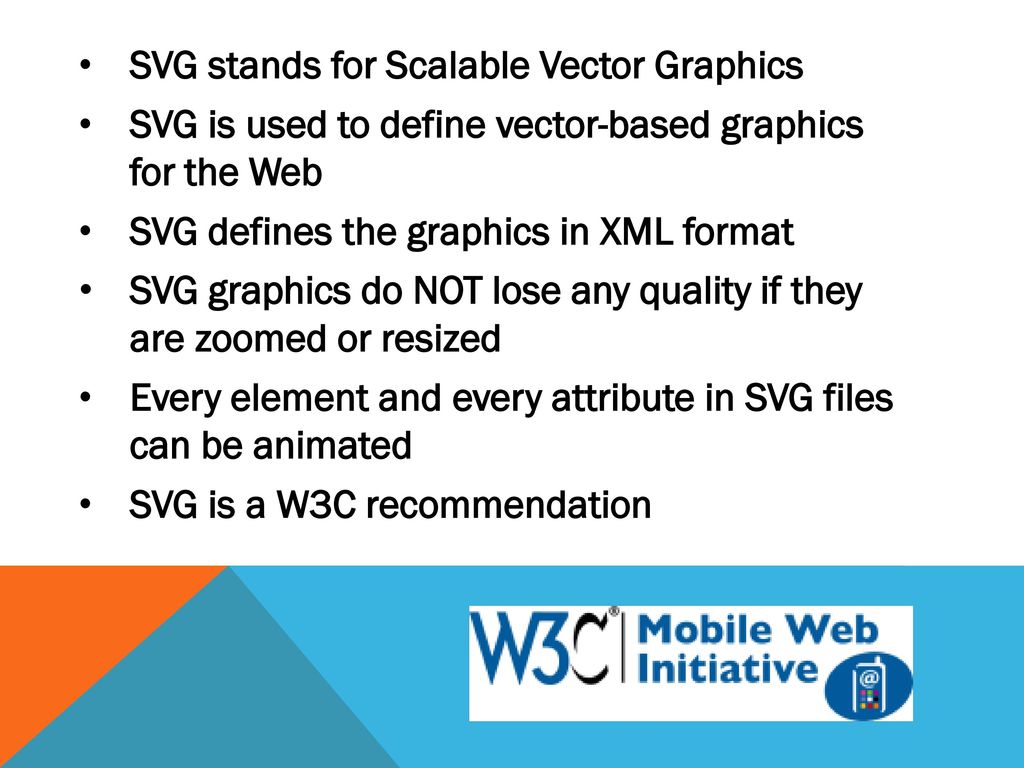 • SVG stands for Scalable Vector Graphics
• SVG is used to define vector-based graphics
for the Web
• SVG defines the graphics in XML format
• SVG graphics do NOT lose any quality if they
are zoomed or resized
• Every element and every attribute in SVG files
can be animated
• SVG is a W3C recommendation
W3C® Mobile Web
Initiative
@